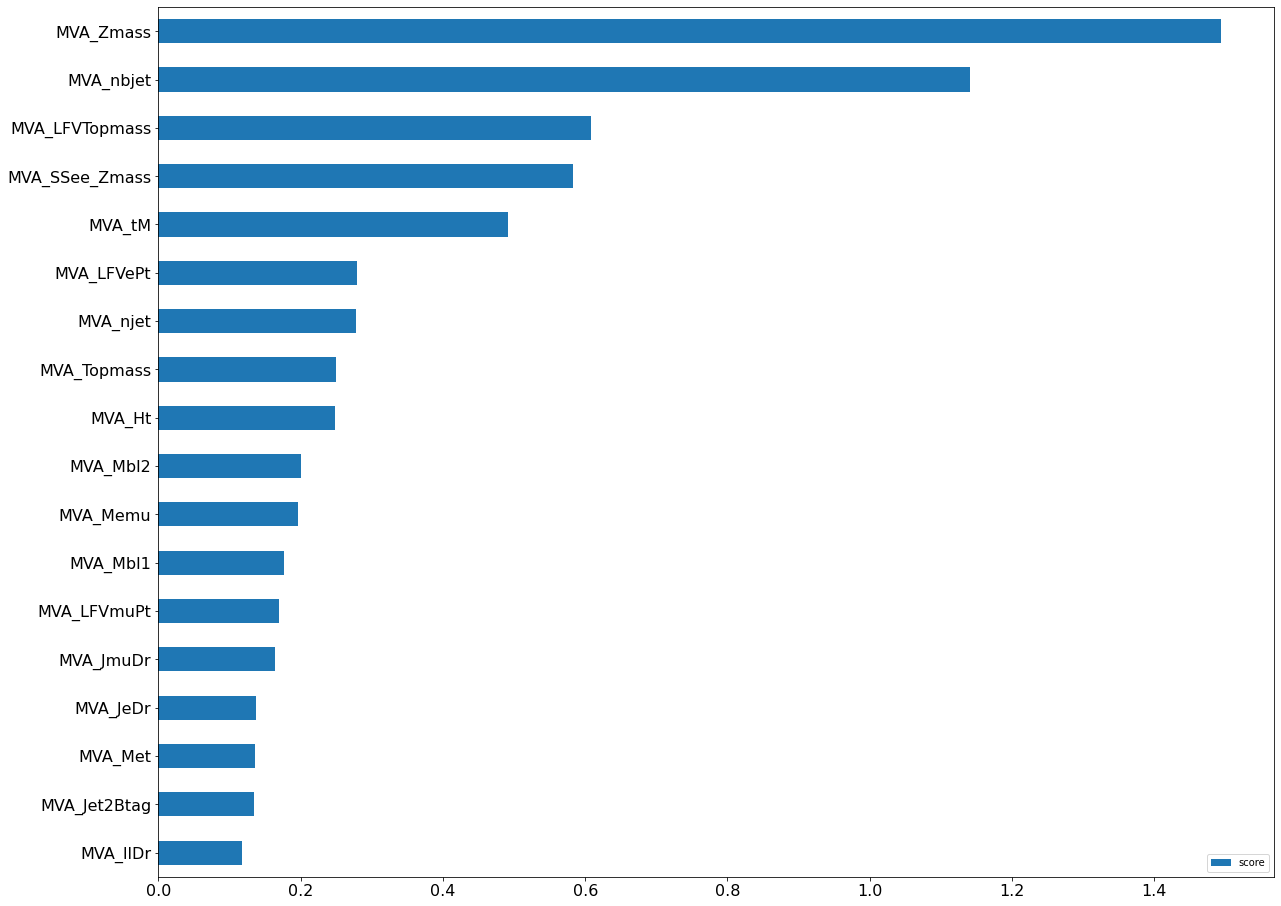 MVA_Zmass
MVA_nbjet
MVA_LFVTopmass
MVA_SSee_Zmass
MVA_tM
MVA_LFVePt
MVA_njet
MVA_Topmass
MVA_Ht
MVA_Mbl2
MVA_Memu
MVA_Mbl1
MVA_LFVmuPt
MVA_JmuDr
MVA_JeDr
MVA_Met
MVA_Jet2Btag
MVA_llDr
score
0.0 0.2 0.4 0.6 0.8 1.0 1.2 1.4